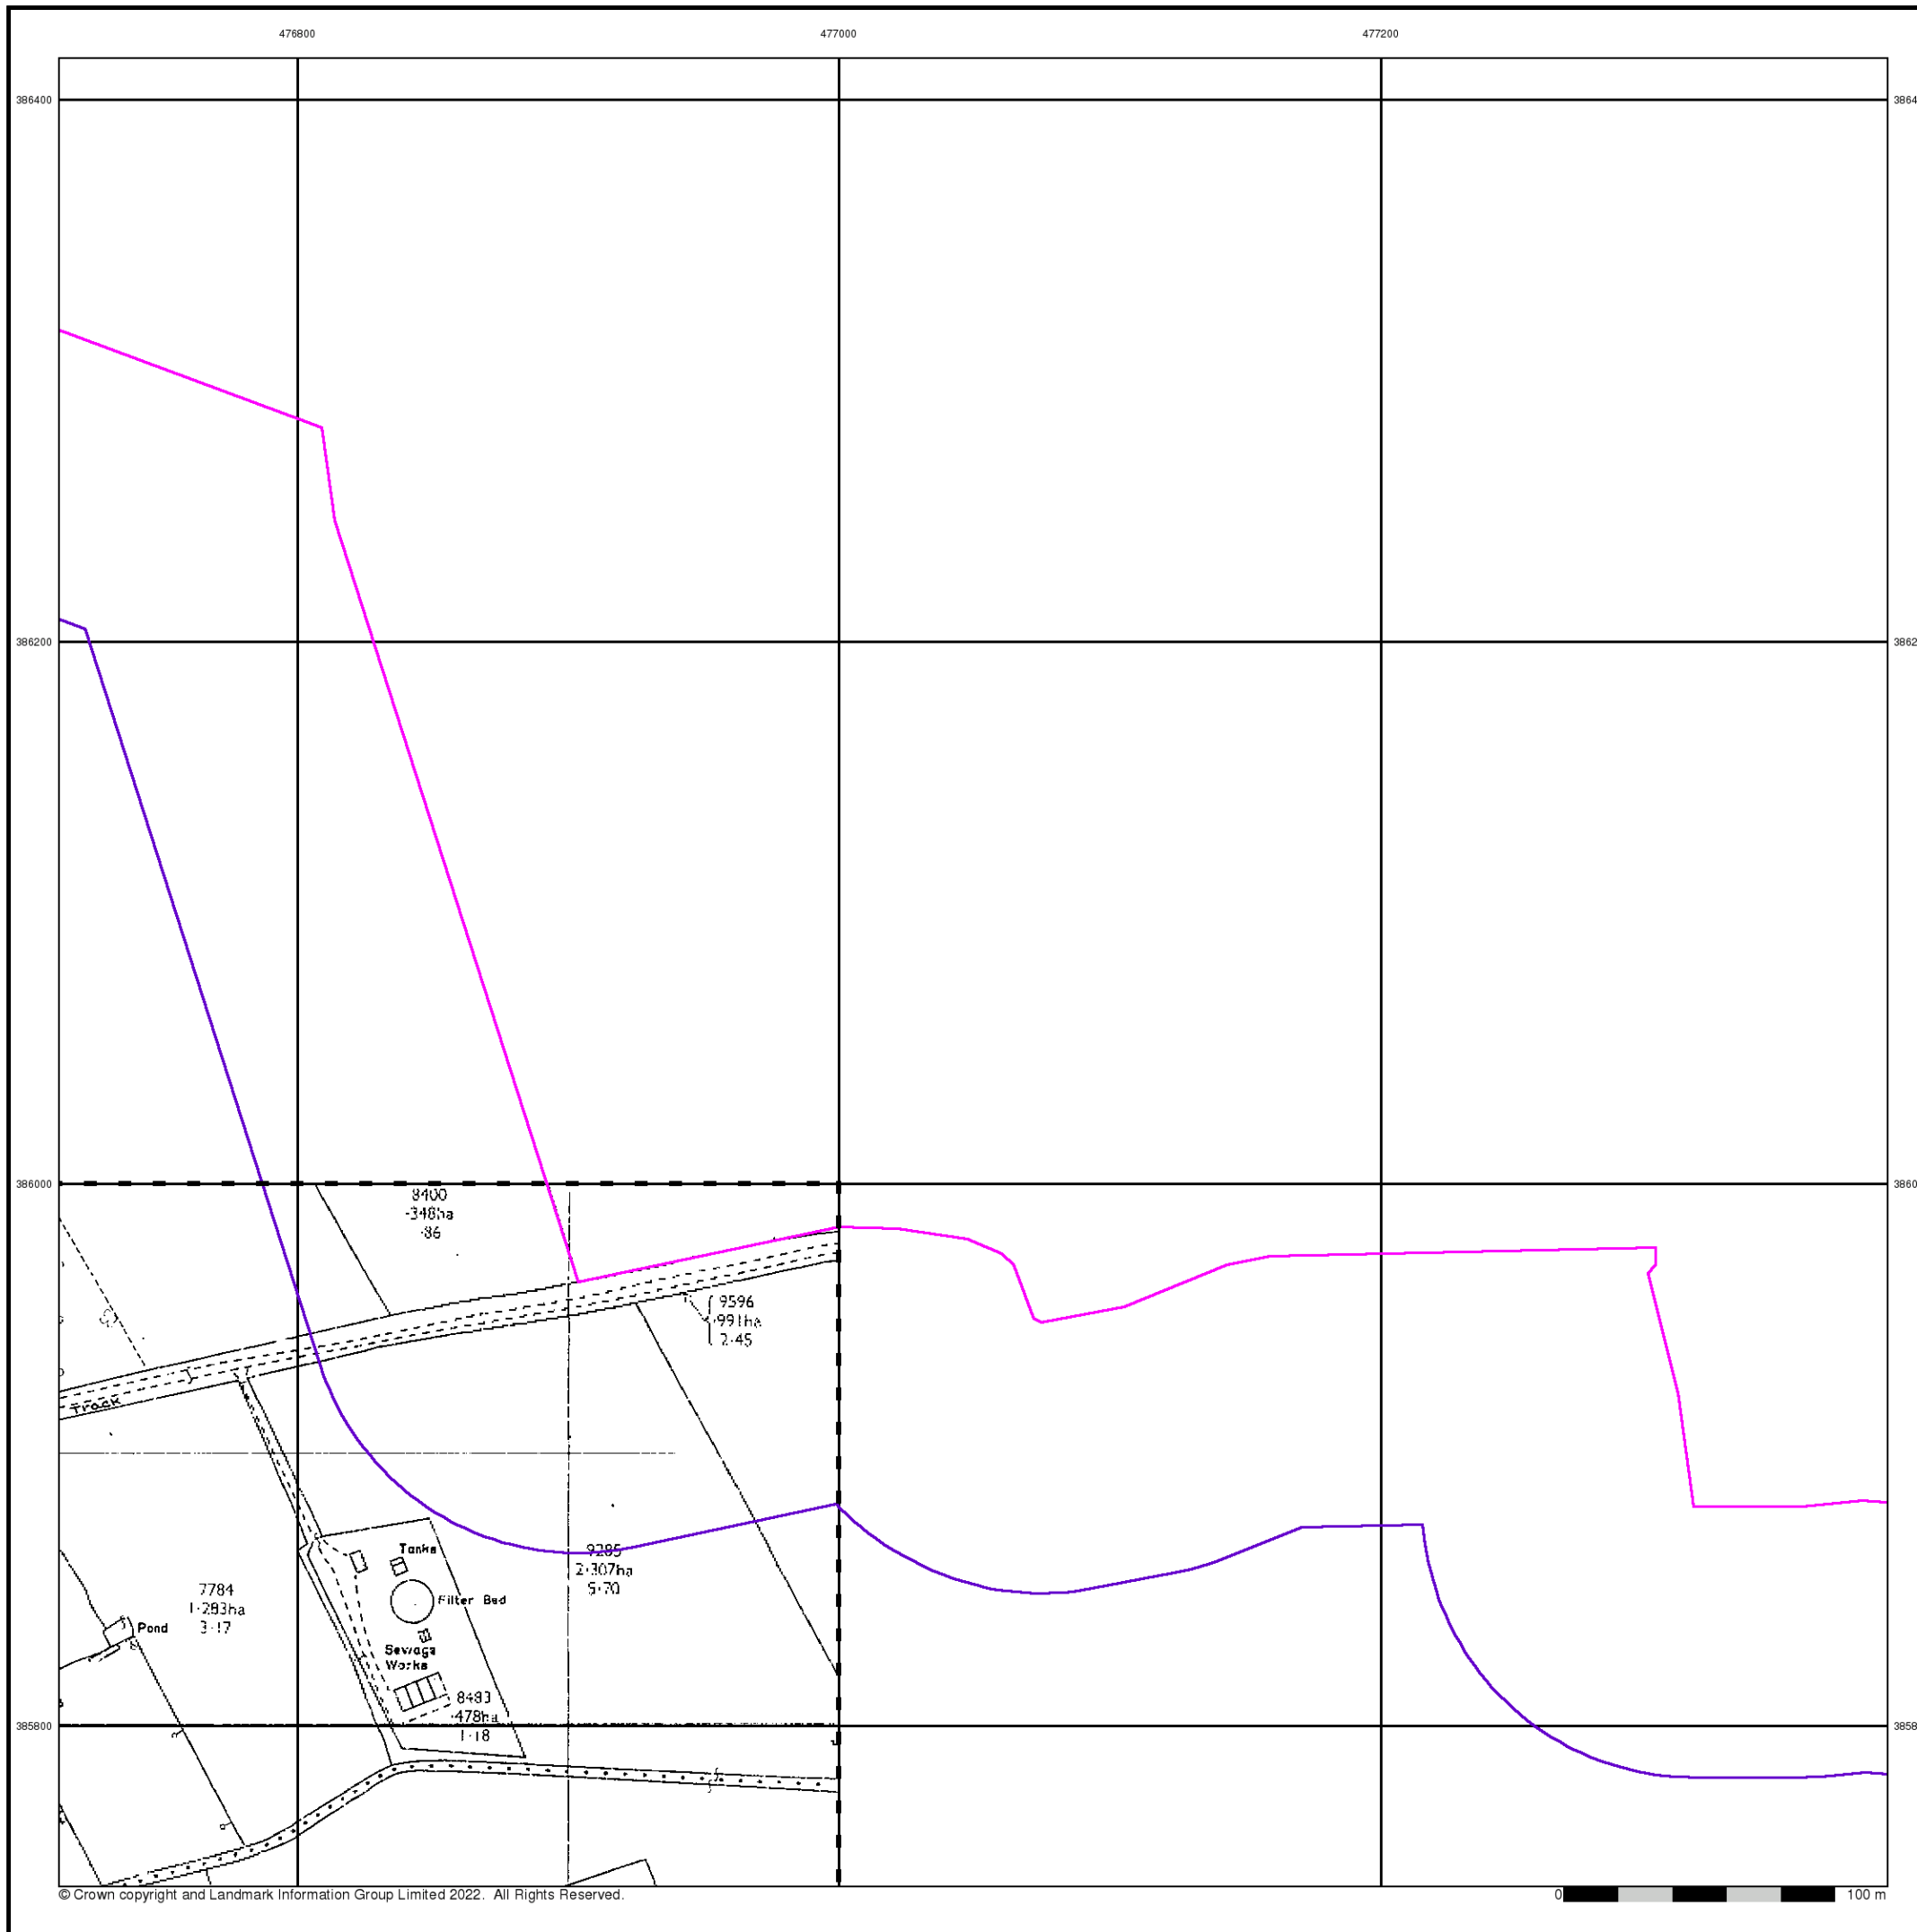 476800 477000 477200
386400
386200
386000
385800
8400
·348ha
·86
9596
·991ha
2·45
Track
9285
2·307ha
5·70
7784
1·283ha
3·17
Pond
Tanks
Filter Bed
Sewage
Works
8483
·478ha
1·18
© Crown copyright and Landmark Information Group Limited 2022. All Rights Reserved.
0 100 m